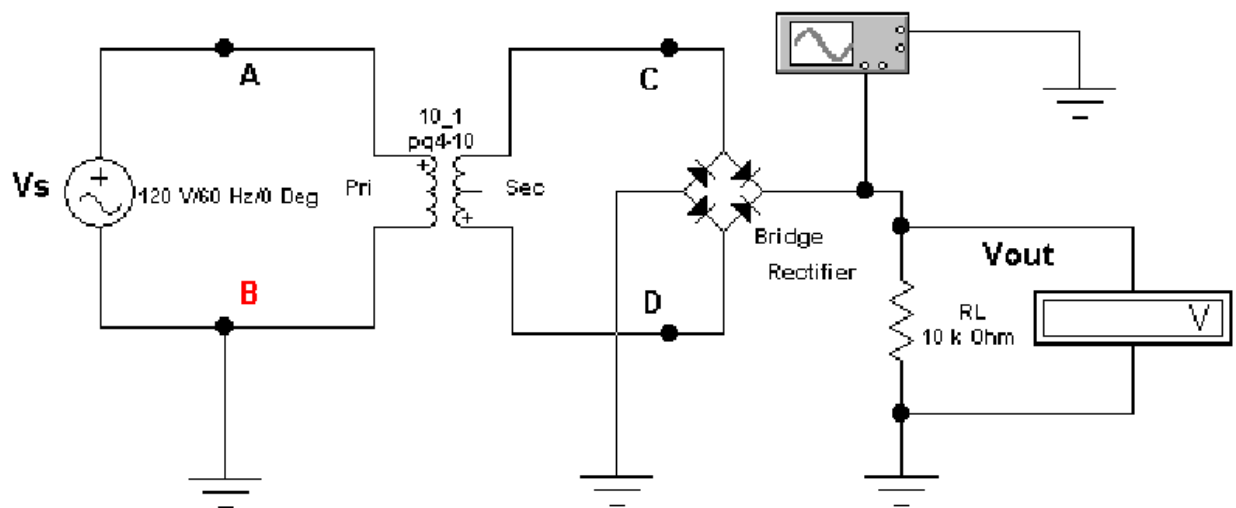 A
C
10_1
pq4-10
Vs
120 V/60 Hz/0 Deg
Pri
Sec
Bridge
Rectifier
Vout
B
D
RL
10 k Ohm
V